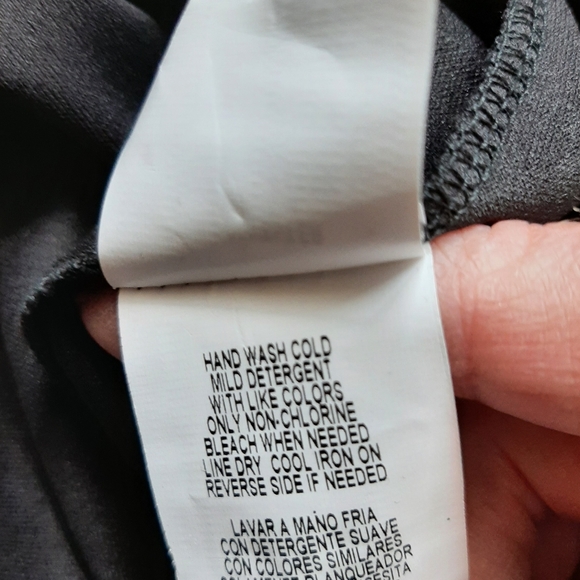 HAND WASH COLD
MILD DETERGENT
WITH LIKE COLORS
ONLY NON-CHLORINE
BLEACH WHEN NEEDED
LINE DRY COOL IRON ON
REVERSE SIDE IF NEEDED
LAVAR A MANO FRIA
CON DETERGENTE SUAVE
CON COLORES SIMILARES
BLANQUEADOR